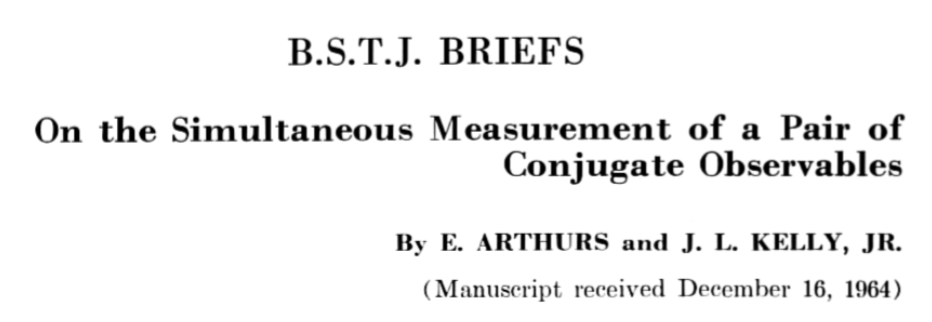 B.S.T.J. BRIEFS
On the Simultaneous Measurement of a Pair of
Conjugate Observables
By E. ARTHURS and J. L. KELLY, JR.
(Manuscript received December 16, 1964)